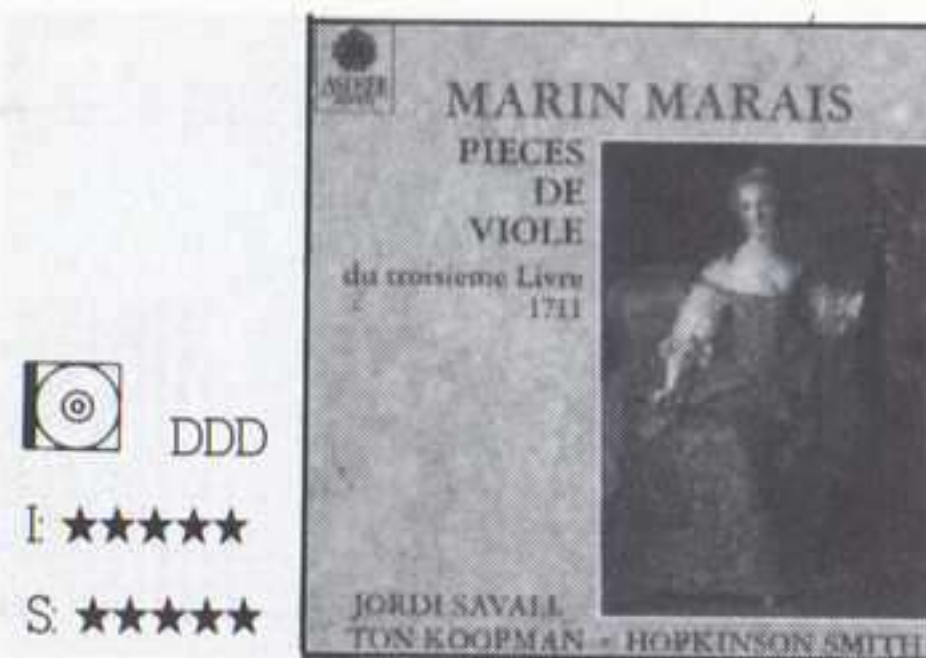 MARIN MARAIS
PIECES
DE
VIOLE
du troisieme Livre
1711
DDD
I: ★★★★★
S: ★★★★★
JORDI SAVALL
TON KOOPMAN - HOPKINSON SMITH